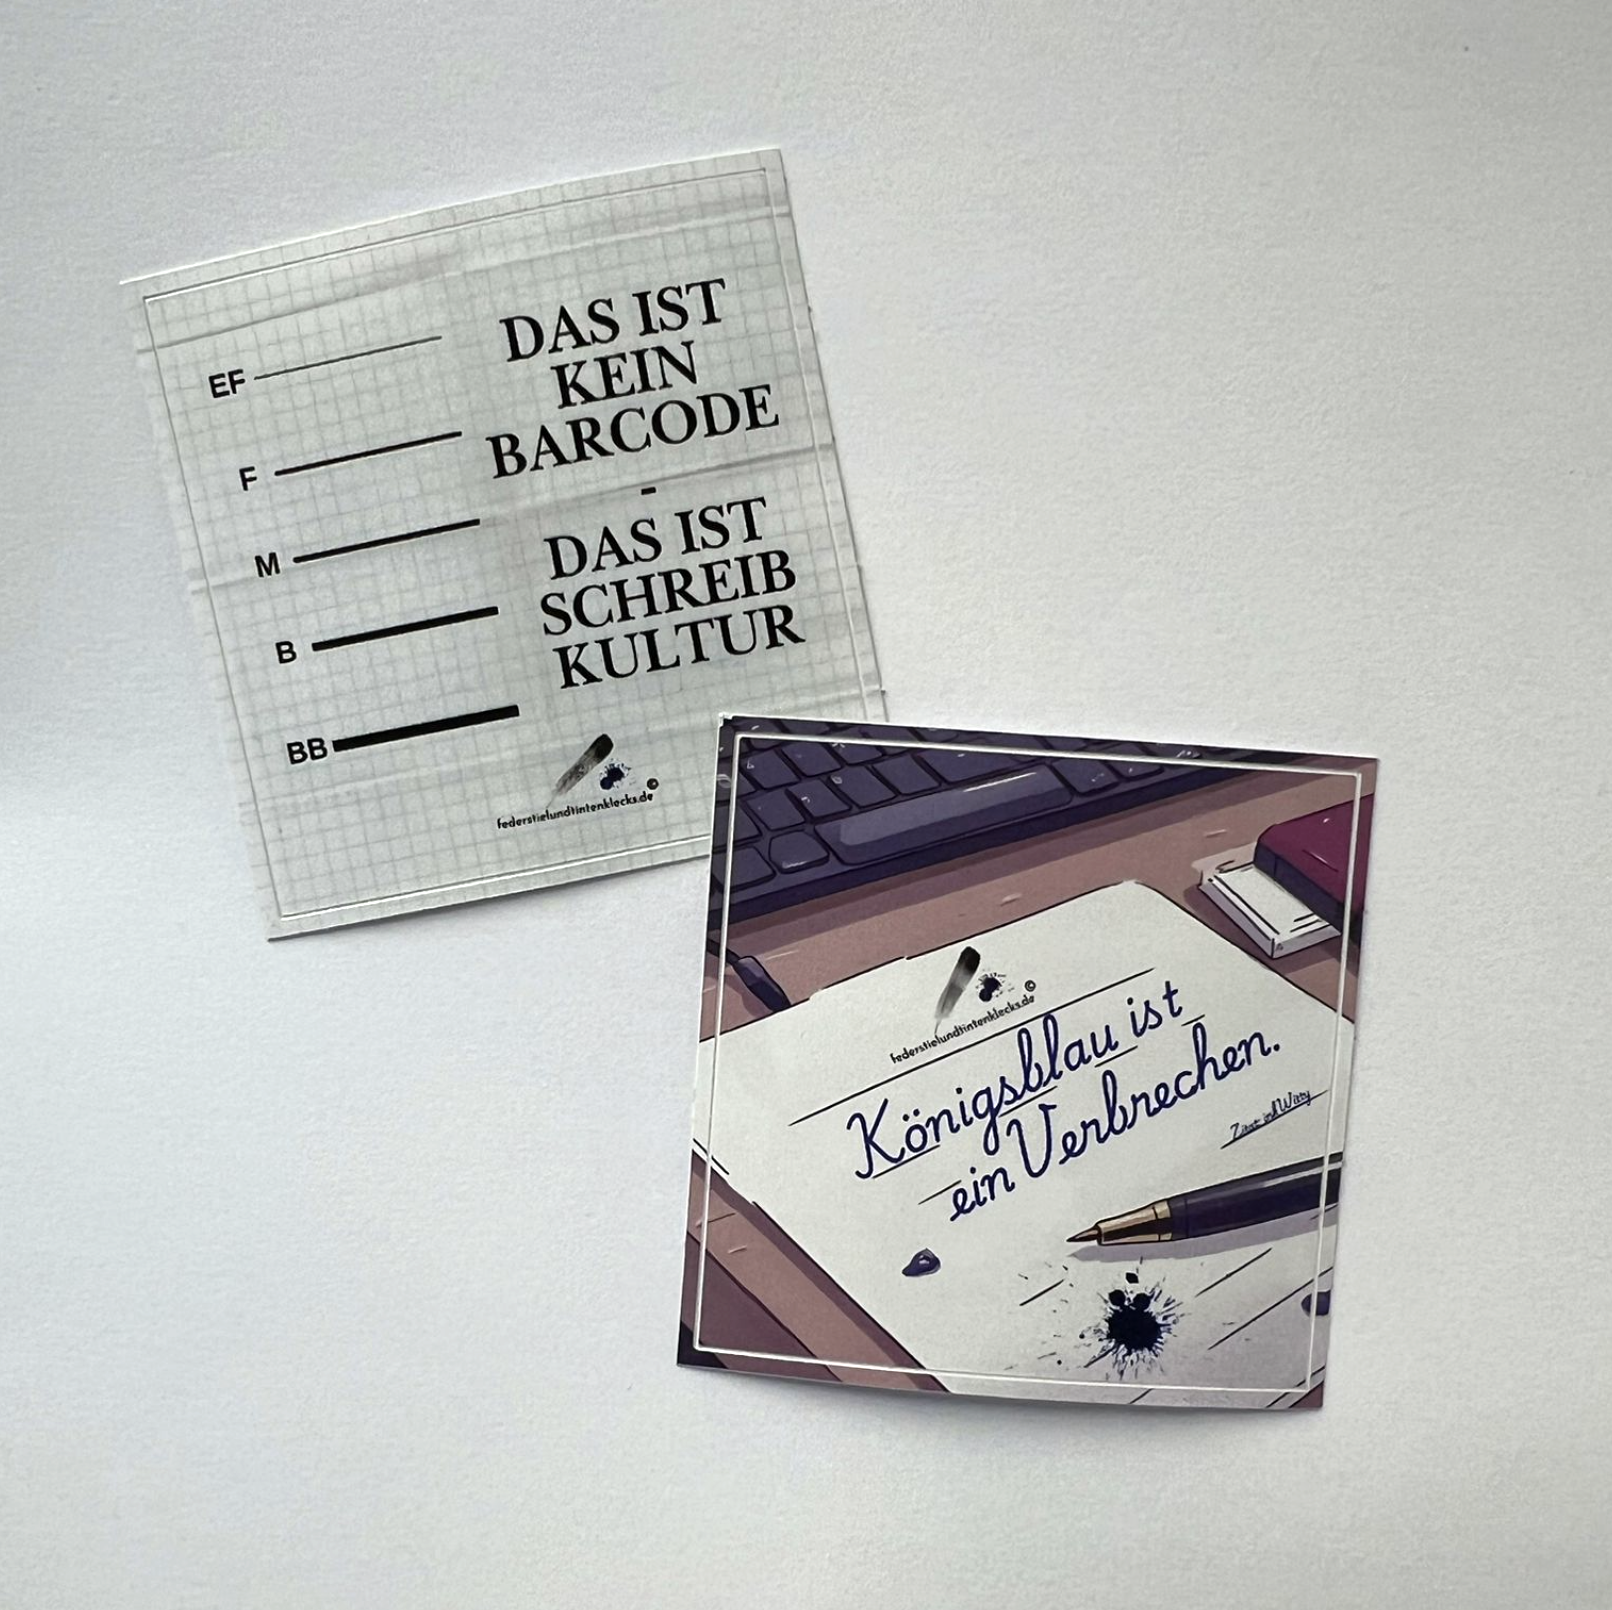 EF
F
M
B
BB
DAS IST
KEIN
BARCODE
-
DAS IST
SCHREIB
KULTUR
©
federstielundtintenklecks.de
©
federstielundtintenklecks.de
Königsblau ist
ein Verbrechen.